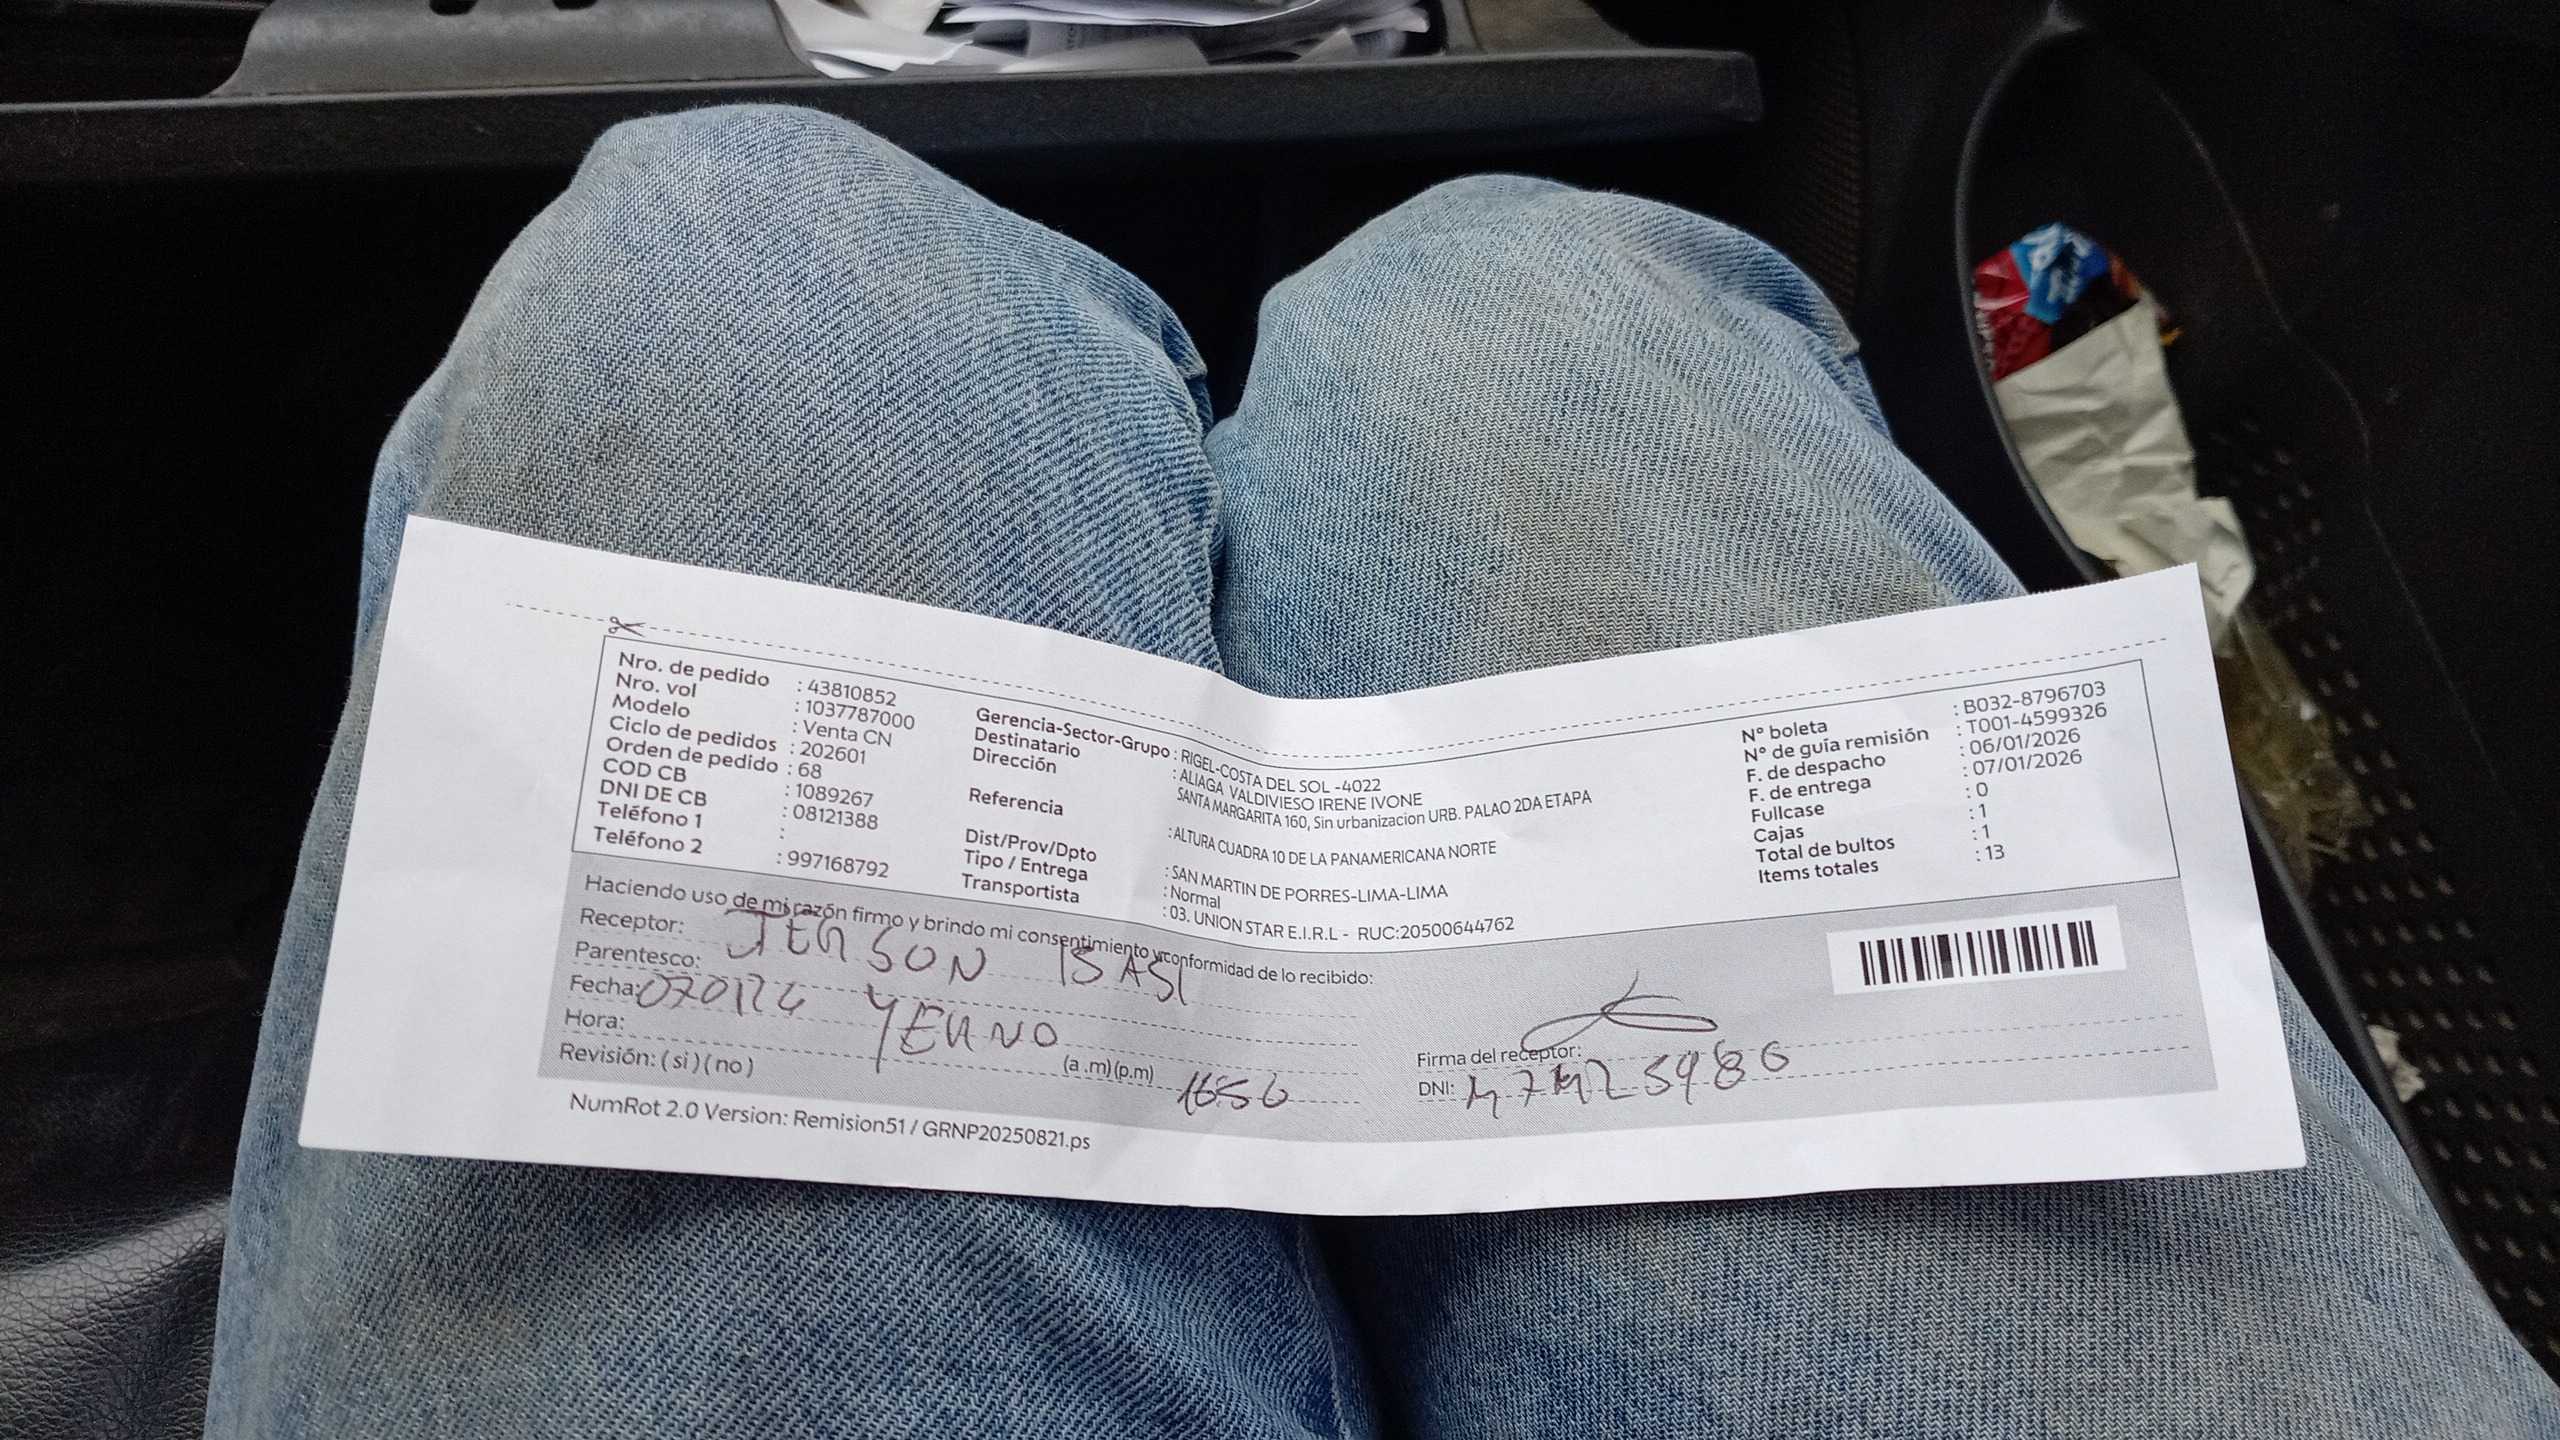 Nro. de pedido : 43810852
Nro. vol : 1037787000
Modelo : Venta CN
Ciclo de pedidos : 202601
Orden de pedido : 68
COD CB : 1089267
DNI DE CB : 08121388
Teléfono 1 :
Teléfono 2 : 997168792
Gerencia-Sector-Grupo : RIGEL-COSTA DEL SOL -4022
Destinatario : ALIAGA VALDIVIESO IRENE IVONE
Dirección SANTA MARGARITA 160, Sin urbanizacion URB. PALAO 2DA ETAPA
Referencia : ALTURA CUADRA 10 DE LA PANAMERICANA NORTE
Dist/Prov/Dpto : SAN MARTIN DE PORRES-LIMA-LIMA
Tipo / Entrega : Normal
Transportista : 03. UNION STAR E.I.R.L - RUC:20500644762
N° boleta : B032-8796703
N° de guía remisión : T001-4599326
F. de despacho : 06/01/2026
F. de entrega : 07/01/2026
Fullcase : 0
Cajas : 1
Total de bultos : 1
Items totales : 13
Haciendo uso de mi razón firmo y brindo mi consentimiento y conformidad de lo recibido:
Receptor: JERSON ISASI
Parentesco: YERNO
Fecha:
Hora: (a .m)(p.m) 1656
Revisión: ( si ) ( no )
Firma del receptor:
DNI:
NumRot 2.0 Version: Remision51 / GRNP20250821.ps